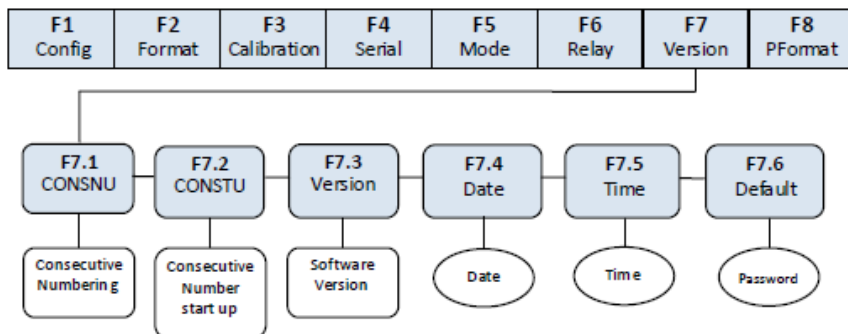 F1 F2 F3 F4 F5 F6 F7 F8
Config Format Calibration Serial Mode Relay Version PFormat
F7.1 F7.2 F7.3 F7.4 F7.5 F7.6
CONSNU CONSTU Version Date Time Default
Consecutive Numbering
Consecutive Number start up
Software Version
Date
Time
Password